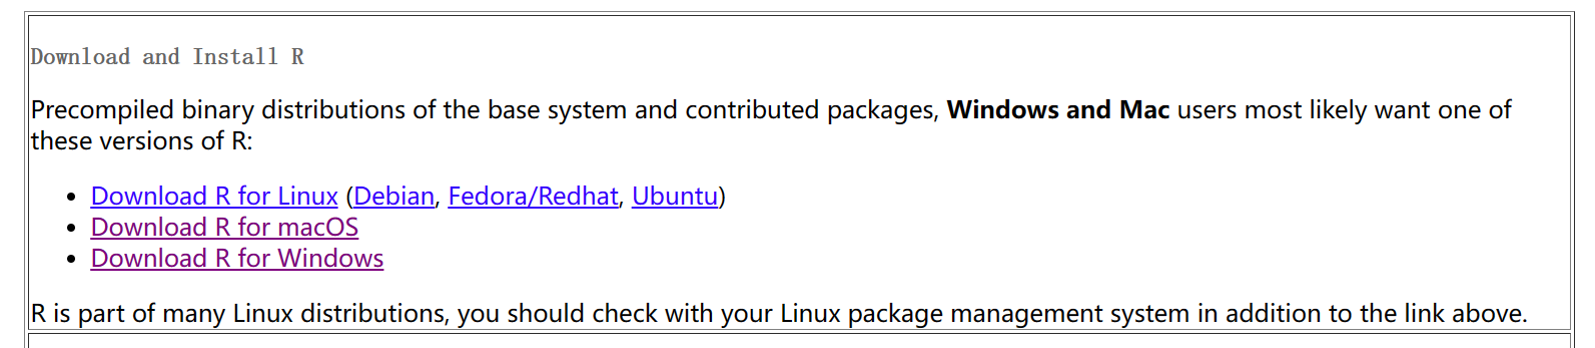 Download and Install R
Precompiled binary distributions of the base system and contributed packages, Windows and Mac users most likely want one of
these versions of R:
• Download R for Linux (Debian, Fedora/Redhat, Ubuntu)
• Download R for macOS
• Download R for Windows
R is part of many Linux distributions, you should check with your Linux package management system in addition to the link above.